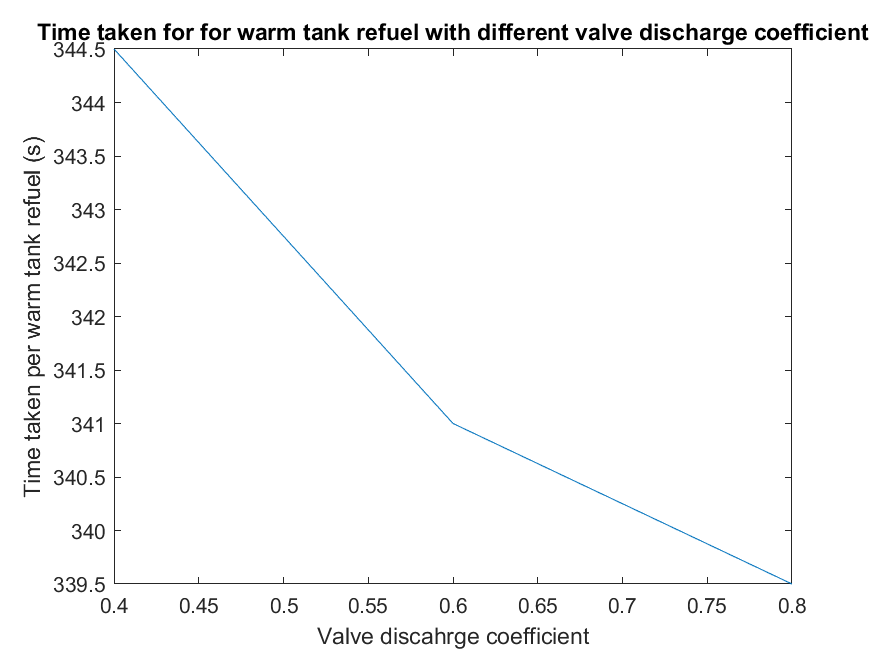 Time taken for for warm tank refuel with different valve discharge coefficient
Time taken per warm tank refuel (s)
344.5
344
343.5
343
342.5
342
341.5
341
340.5
340
339.5
0.4 0.45 0.5 0.55 0.6 0.65 0.7 0.75 0.8
Valve discahrge coefficient